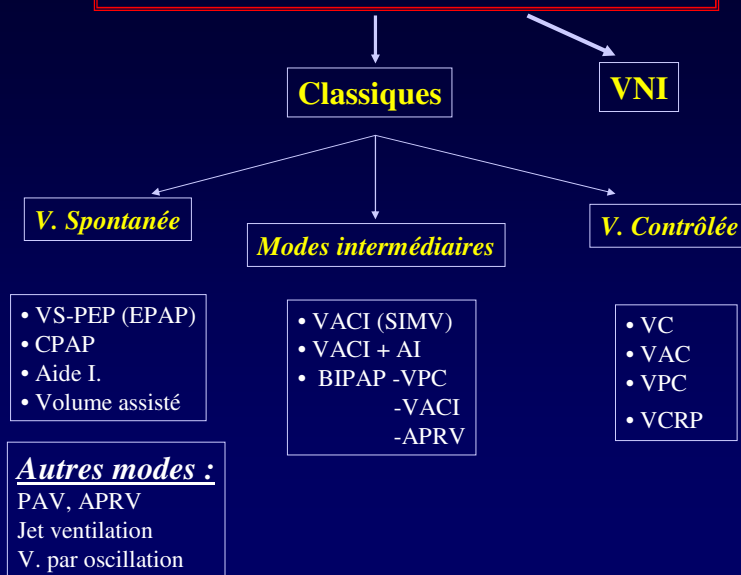 Classiques
VNI
V. Spontanée
Modes intermédiaires
V. Contrôlée
• VS-PEP (EPAP)
• CPAP
• Aide I.
• Volume assisté
• VACI (SIMV)
• VACI + AI
• BIPAP -VPC
-VACI
-APRV
• VC
• VAC
• VPC
• VCRP
Autres modes :
PAV, APRV
Jet ventilation
V. par oscillation